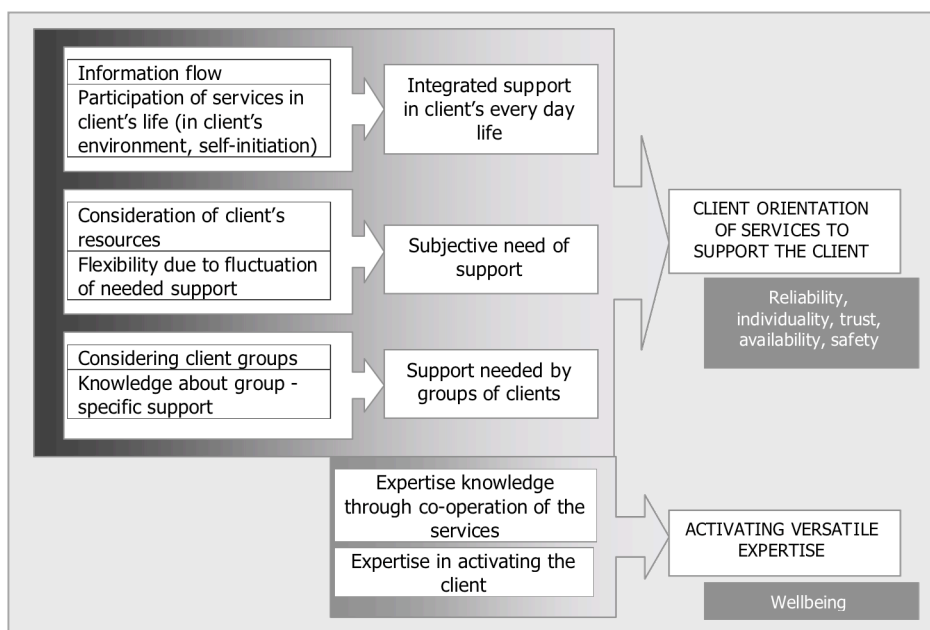 Information flow
Participation of services in
client's life (in client's
environment, self-initiation)
Integrated support
in client's every day
life
Consideration of client's
resources
Flexibility due to fluctuation
of needed support
Subjective need of
support
Considering client groups
Knowledge about group -
specific support
Support needed by
groups of clients
CLIENT ORIENTATION
OF SERVICES TO
SUPPORT THE CLIENT
Reliability,
individuality, trust,
availability, safety
Expertise knowledge
through co-operation of the
services
Expertise in activating the
client
ACTIVATING VERSATILE
EXPERTISE
Wellbeing